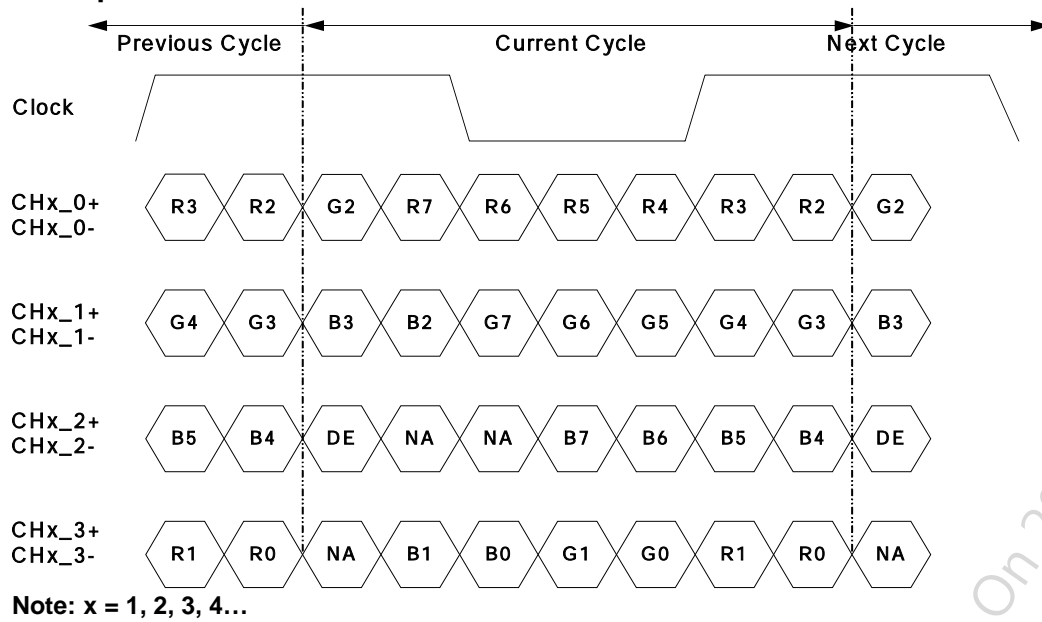 Previous Cycle Current Cycle Next Cycle
Clock
CHx_0+
CHx_0-
R3 R2 G2 R7 R6 R5 R4 R3 R2 G2
CHx_1+
CHx_1-
G4 G3 B3 B2 G7 G6 G5 G4 G3 B3
CHx_2+
CHx_2-
B5 B4 DE NA NA B7 B6 B5 B4 DE
CHx_3+
CHx_3-
R1 R0 NA B1 B0 G1 G0 R1 R0 NA
Note: x = 1, 2, 3, 4…
On